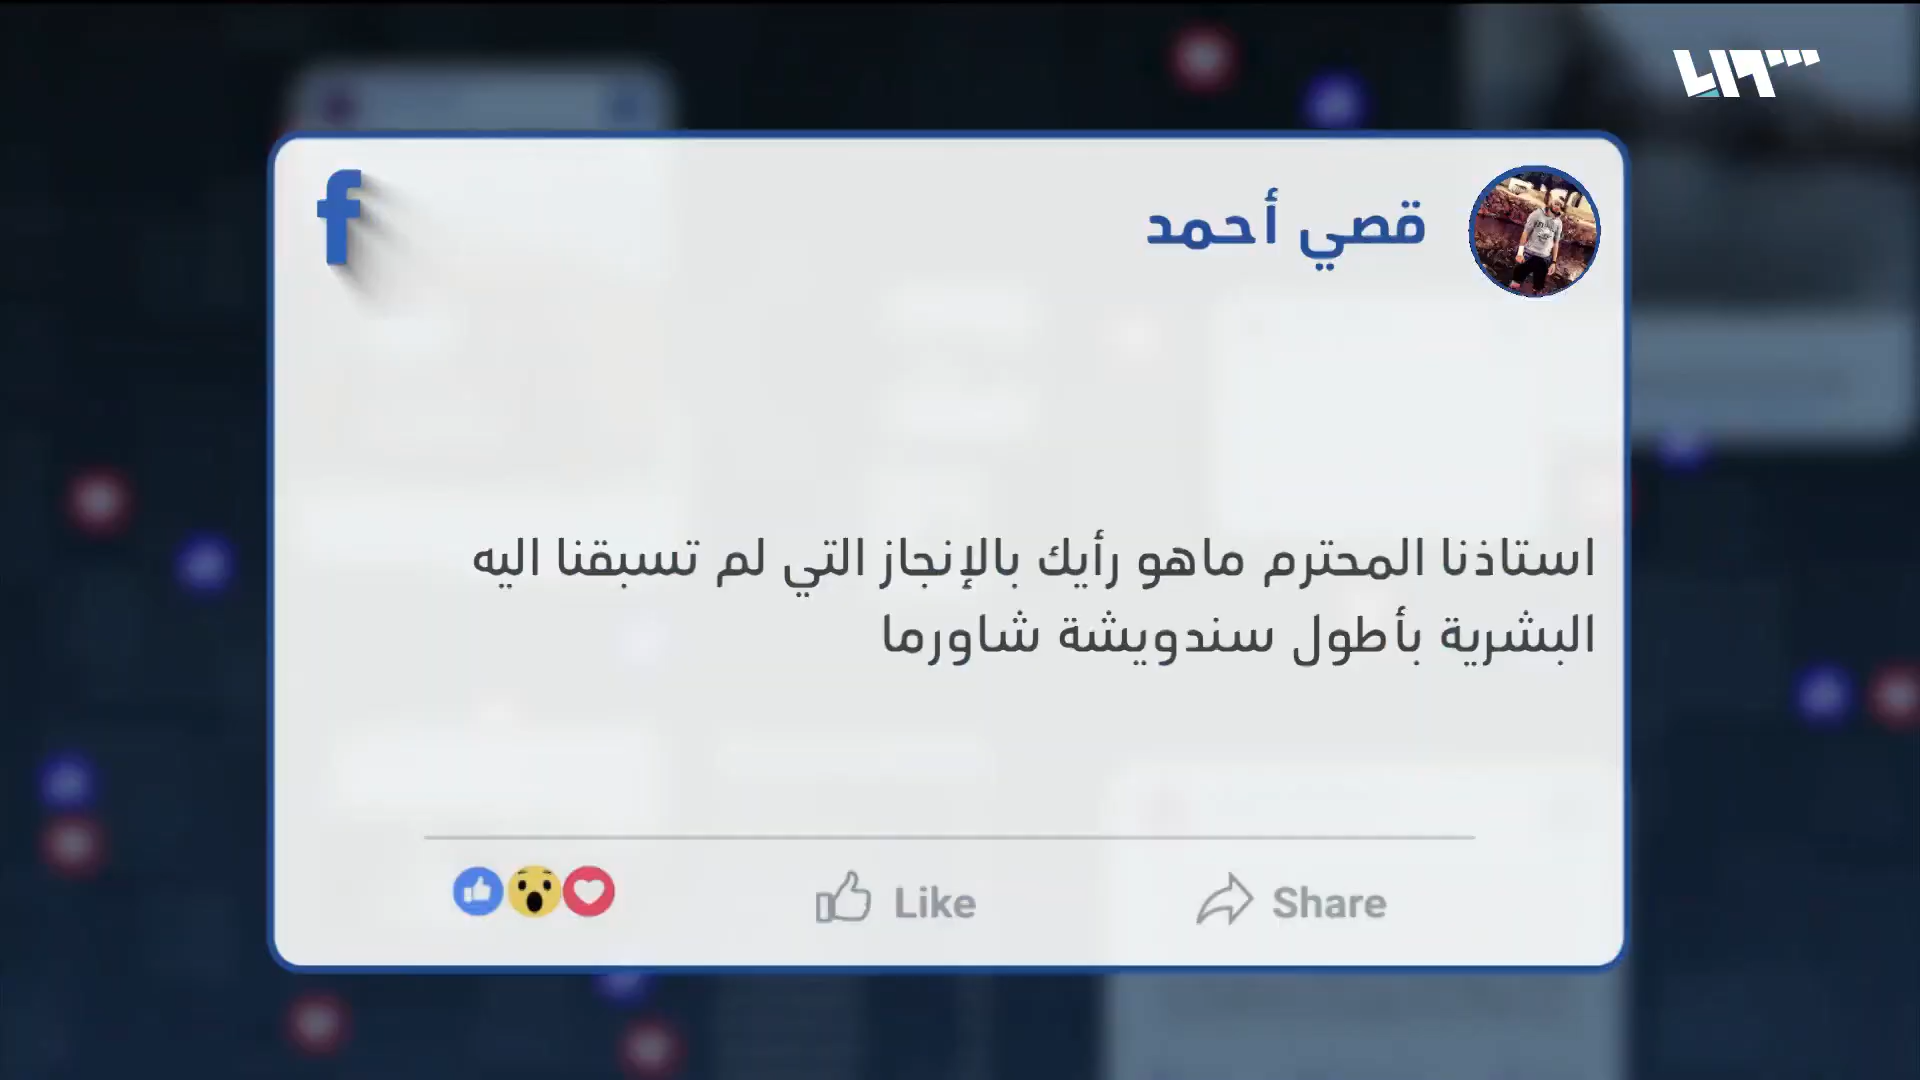 قصي أحمد
استاذنا المحترم ماهو رأيك بالإنجاز التي لم تسبقنا اليه
البشرية بأطول سندويشة شاورما
Like
Share